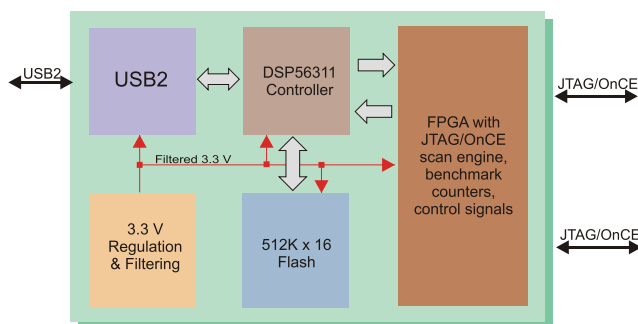 USB2
USB2
DSP56311
Controller
FPGA with
JTAG/OnCE
scan engine,
benchmark
counters,
control signals
JTAG/OnCE
Filtered 3.3 V
3.3 V
Regulation
& Filtering
512K x 16
Flash
JTAG/OnCE